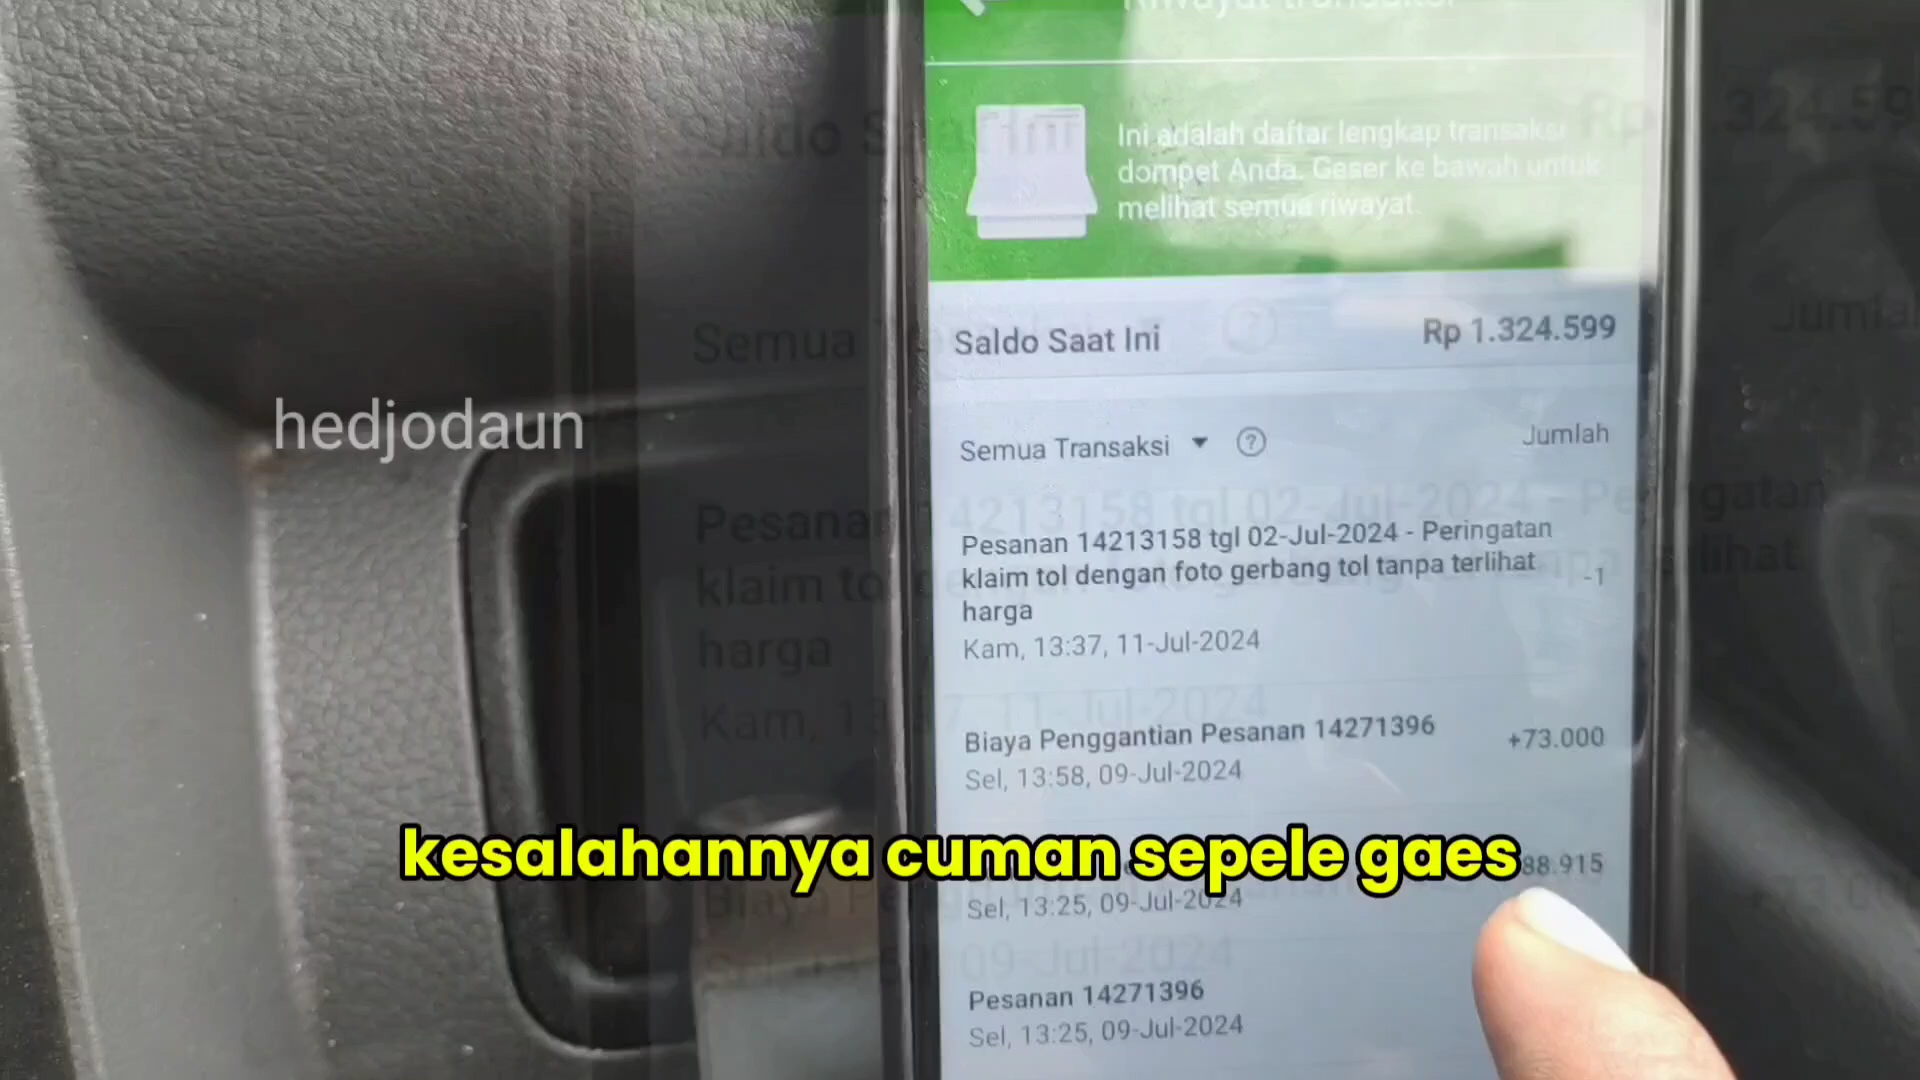 Riwayat transaksi
Ini adalah daftar lengkap transaksi
dompet Anda. Geser ke bawah untuk
melihat semua riwayat.
Saldo Saat Ini
Rp 1.324.599
hedjodaun
Semua Transaksi
Jumlah
Pesanan 14213158 tgl 02-Jul-2024 - Peringatan
klaim tol dengan foto gerbang tol tanpa terlihat
harga
-1
Kam, 13:37, 11-Jul-2024
Biaya Penggantian Pesanan 14271396
+73.000
Sel, 13:58, 09-Jul-2024
kesalahannya cuman sepele gaes
88.915
Sel, 13:25, 09-Jul-2024
Pesanan 14271396
Sel, 13:25, 09-Jul-2024